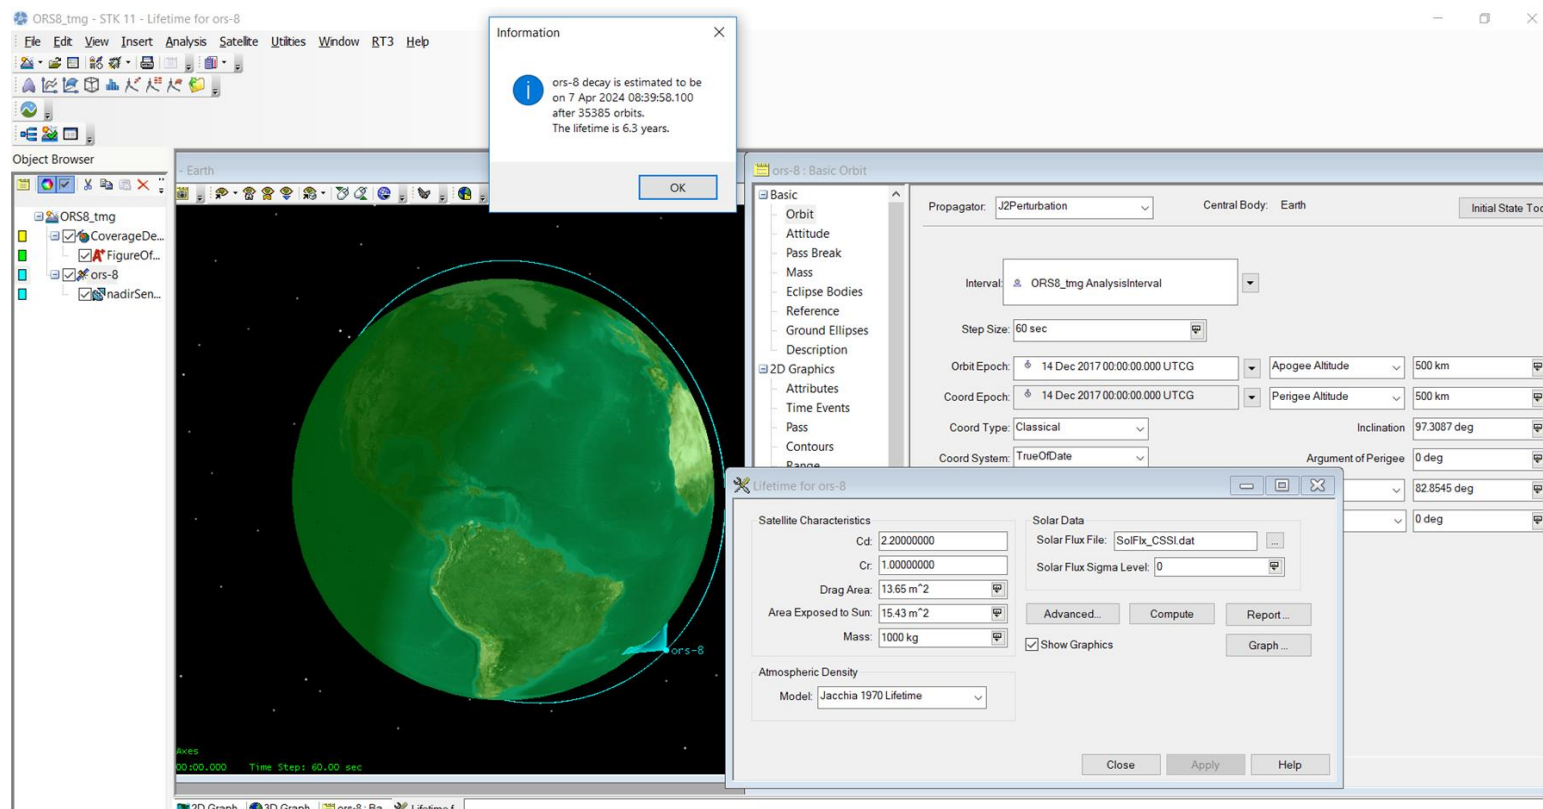 ORS8_tmg - STK 11 - Lifetime for ors-8
File Edit View Insert Analysis Satellite Utilities Window RT3 Help
Information
ors-8 decay is estimated to be
on 7 Apr 2024 08:39:58.100
after 35385 orbits.
The lifetime is 6.3 years.
OK
Object Browser
ORS8_tmg
CoverageDe...
FigureOf...
ors-8
nadirSen...
- Earth
ors-8
Axes
00:00.000 Time Step: 60.00 sec
ors-8 : Basic Orbit
Basic
Orbit
Attitude
Pass Break
Mass
Eclipse Bodies
Reference
Ground Ellipses
Description
2D Graphics
Attributes
Time Events
Pass
Contours
Range
Propagator: J2Perturbation Central Body: Earth Initial State Too
Interval: ORS8_tmg AnalysisInterval
Step Size: 60 sec
Orbit Epoch: 14 Dec 2017 00:00:00.000 UTCG Apogee Altitude 500 km
Coord Epoch: 14 Dec 2017 00:00:00.000 UTCG Perigee Altitude 500 km
Coord Type: Classical Inclination 97.3087 deg
Coord System: TrueOfDate Argument of Perigee 0 deg
82.8545 deg
0 deg
Lifetime for ors-8
Satellite Characteristics
Cd: 2.20000000
Cr: 1.00000000
Drag Area: 13.65 m^2
Area Exposed to Sun: 15.43 m^2
Mass: 1000 kg
Atmospheric Density
Model: Jacchia 1970 Lifetime
Solar Data
Solar Flux File: SolFlx_CSSI.dat ...
Solar Flux Sigma Level: 0
Advanced... Compute Report...
Show Graphics Graph ...
Close Apply Help
2D Graph 3D Graph ors-8 : Ba Lifetime f